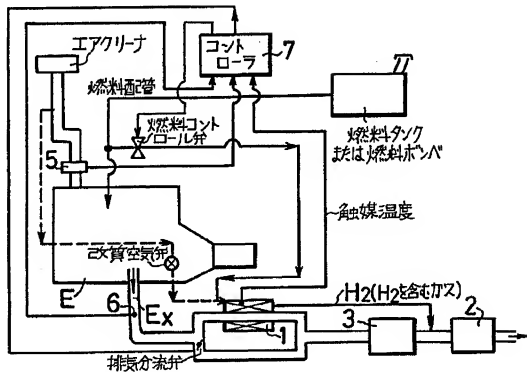 エアクリーナ
コント
ローラ
7
燃料配管
燃料コント
ロール弁
π
燃料タンク
または燃料ボンベ
5
触媒温度
改質空気弁
E
6
Ex
H2(H2を含むガス)
1
3
2
排気分流弁